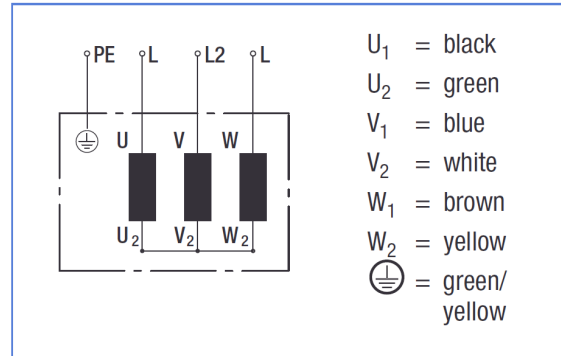 PE L L2 L
U V W
U₂ V₂ W₂
U₁ = black
U₂ = green
V₁ = blue
V₂ = white
W₁ = brown
W₂ = yellow
= green/
yellow